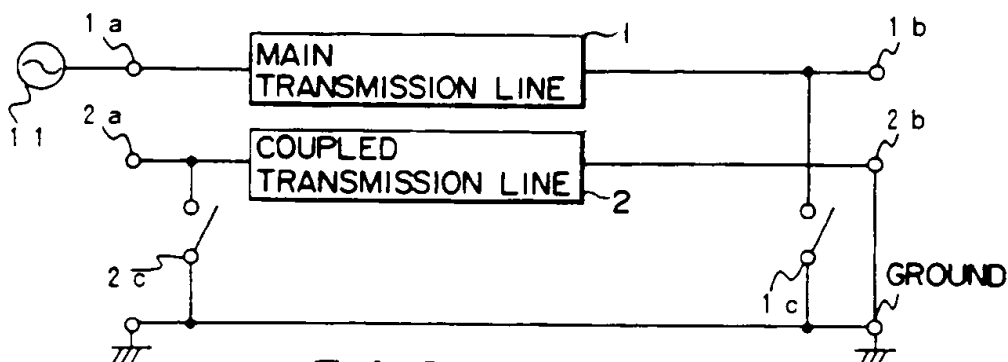 1a
1
1b
MAIN
TRANSMISSION LINE
11
2a
2b
COUPLED
TRANSMISSION LINE
2
2c
1c
GROUND